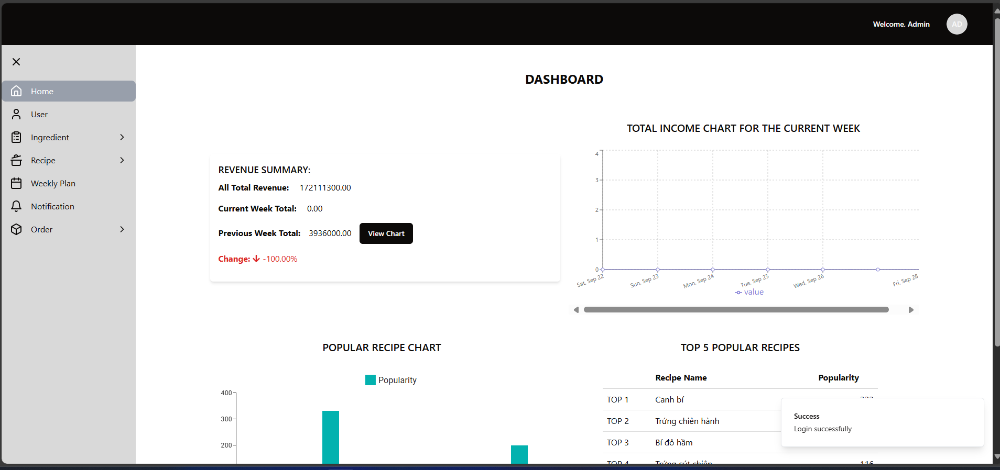 Welcome, Admin
AD
Home
User
Ingredient
Recipe
Weekly Plan
Notification
Order
DASHBOARD
REVENUE SUMMARY:
All Total Revenue: 172111300.00
Current Week Total: 0.00
Previous Week Total: 3936000.00 View Chart
Change: -100.00%
TOTAL INCOME CHART FOR THE CURRENT WEEK
4
3
2
1
0
Sat, Sep 22 Sun, Sep 23 Mon, Sep 24 Tue, Sep 25 Wed, Sep 26 Fri, Sep 28
value
POPULAR RECIPE CHART
Popularity
400
300
200
TOP 5 POPULAR RECIPES
Recipe Name Popularity
TOP 1 Canh bí
TOP 2 Trứng chiên hành
TOP 3 Bí đỏ hầm
TOP 4 Trứng cút chiên 116
Success
Login successfully